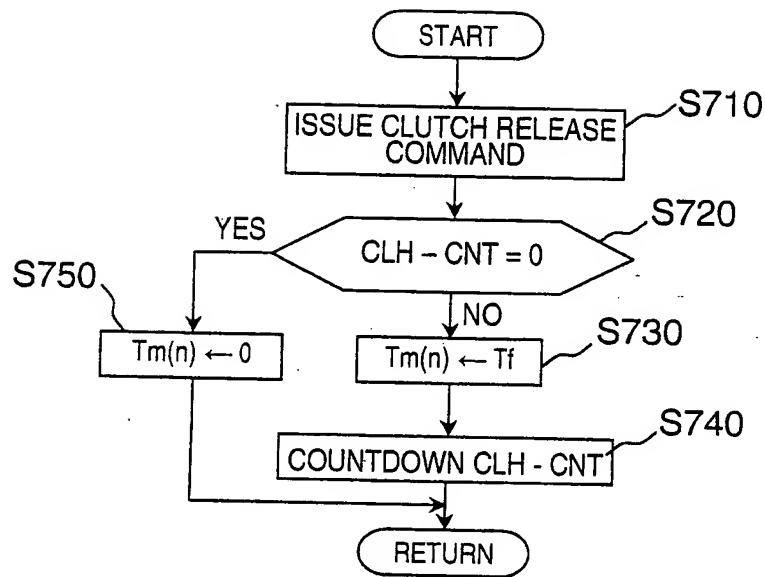 START
ISSUE CLUTCH RELEASE
COMMAND
S710
CLH – CNT = 0
S720
YES
NO
S750
Tm(n) ← 0
Tm(n) ← Tf
S730
COUNTDOWN CLH - CNT
S740
RETURN